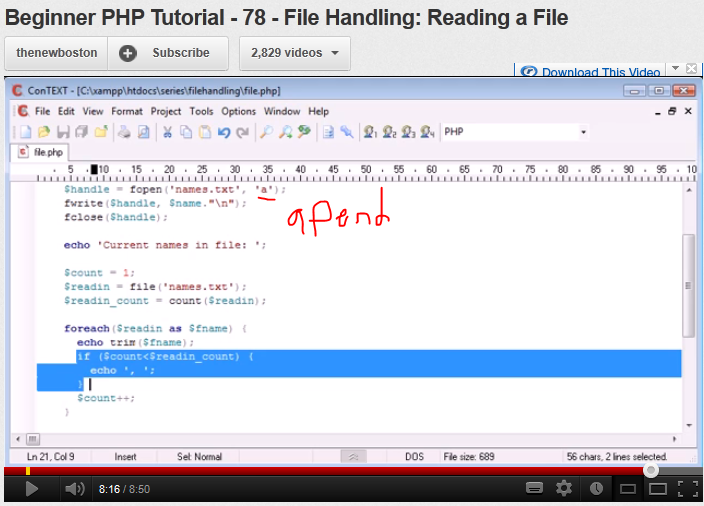 Beginner PHP Tutorial - 78 - File Handling: Reading a File
thenewboston Subscribe 2,829 videos
Download This Video
ConTEXT - [C:\xampp\htdocs\series\filehandling\file.php]
File Edit View Format Project Tools Options Window Help
PHP
file.php
5 10 15 20 25 30 35 40 45 50 55 60 65 70 75 80 85 90 95 10
$handle = fopen('names.txt', 'a');
fwrite($handle, $name."\n");
apend
fclose($handle);
echo 'Current names in file: ';
$count = 1;
$readin = file('names.txt');
$readin_count = count($readin);
foreach($readin as $fname) {
echo trim($fname);
if ($count<$readin_count) {
echo ', ';
}
$count++;
}
Ln 21, Col 9 Insert Sel: Normal DOS File size: 689 56 chars, 2 lines selected.
8:16 / 8:50